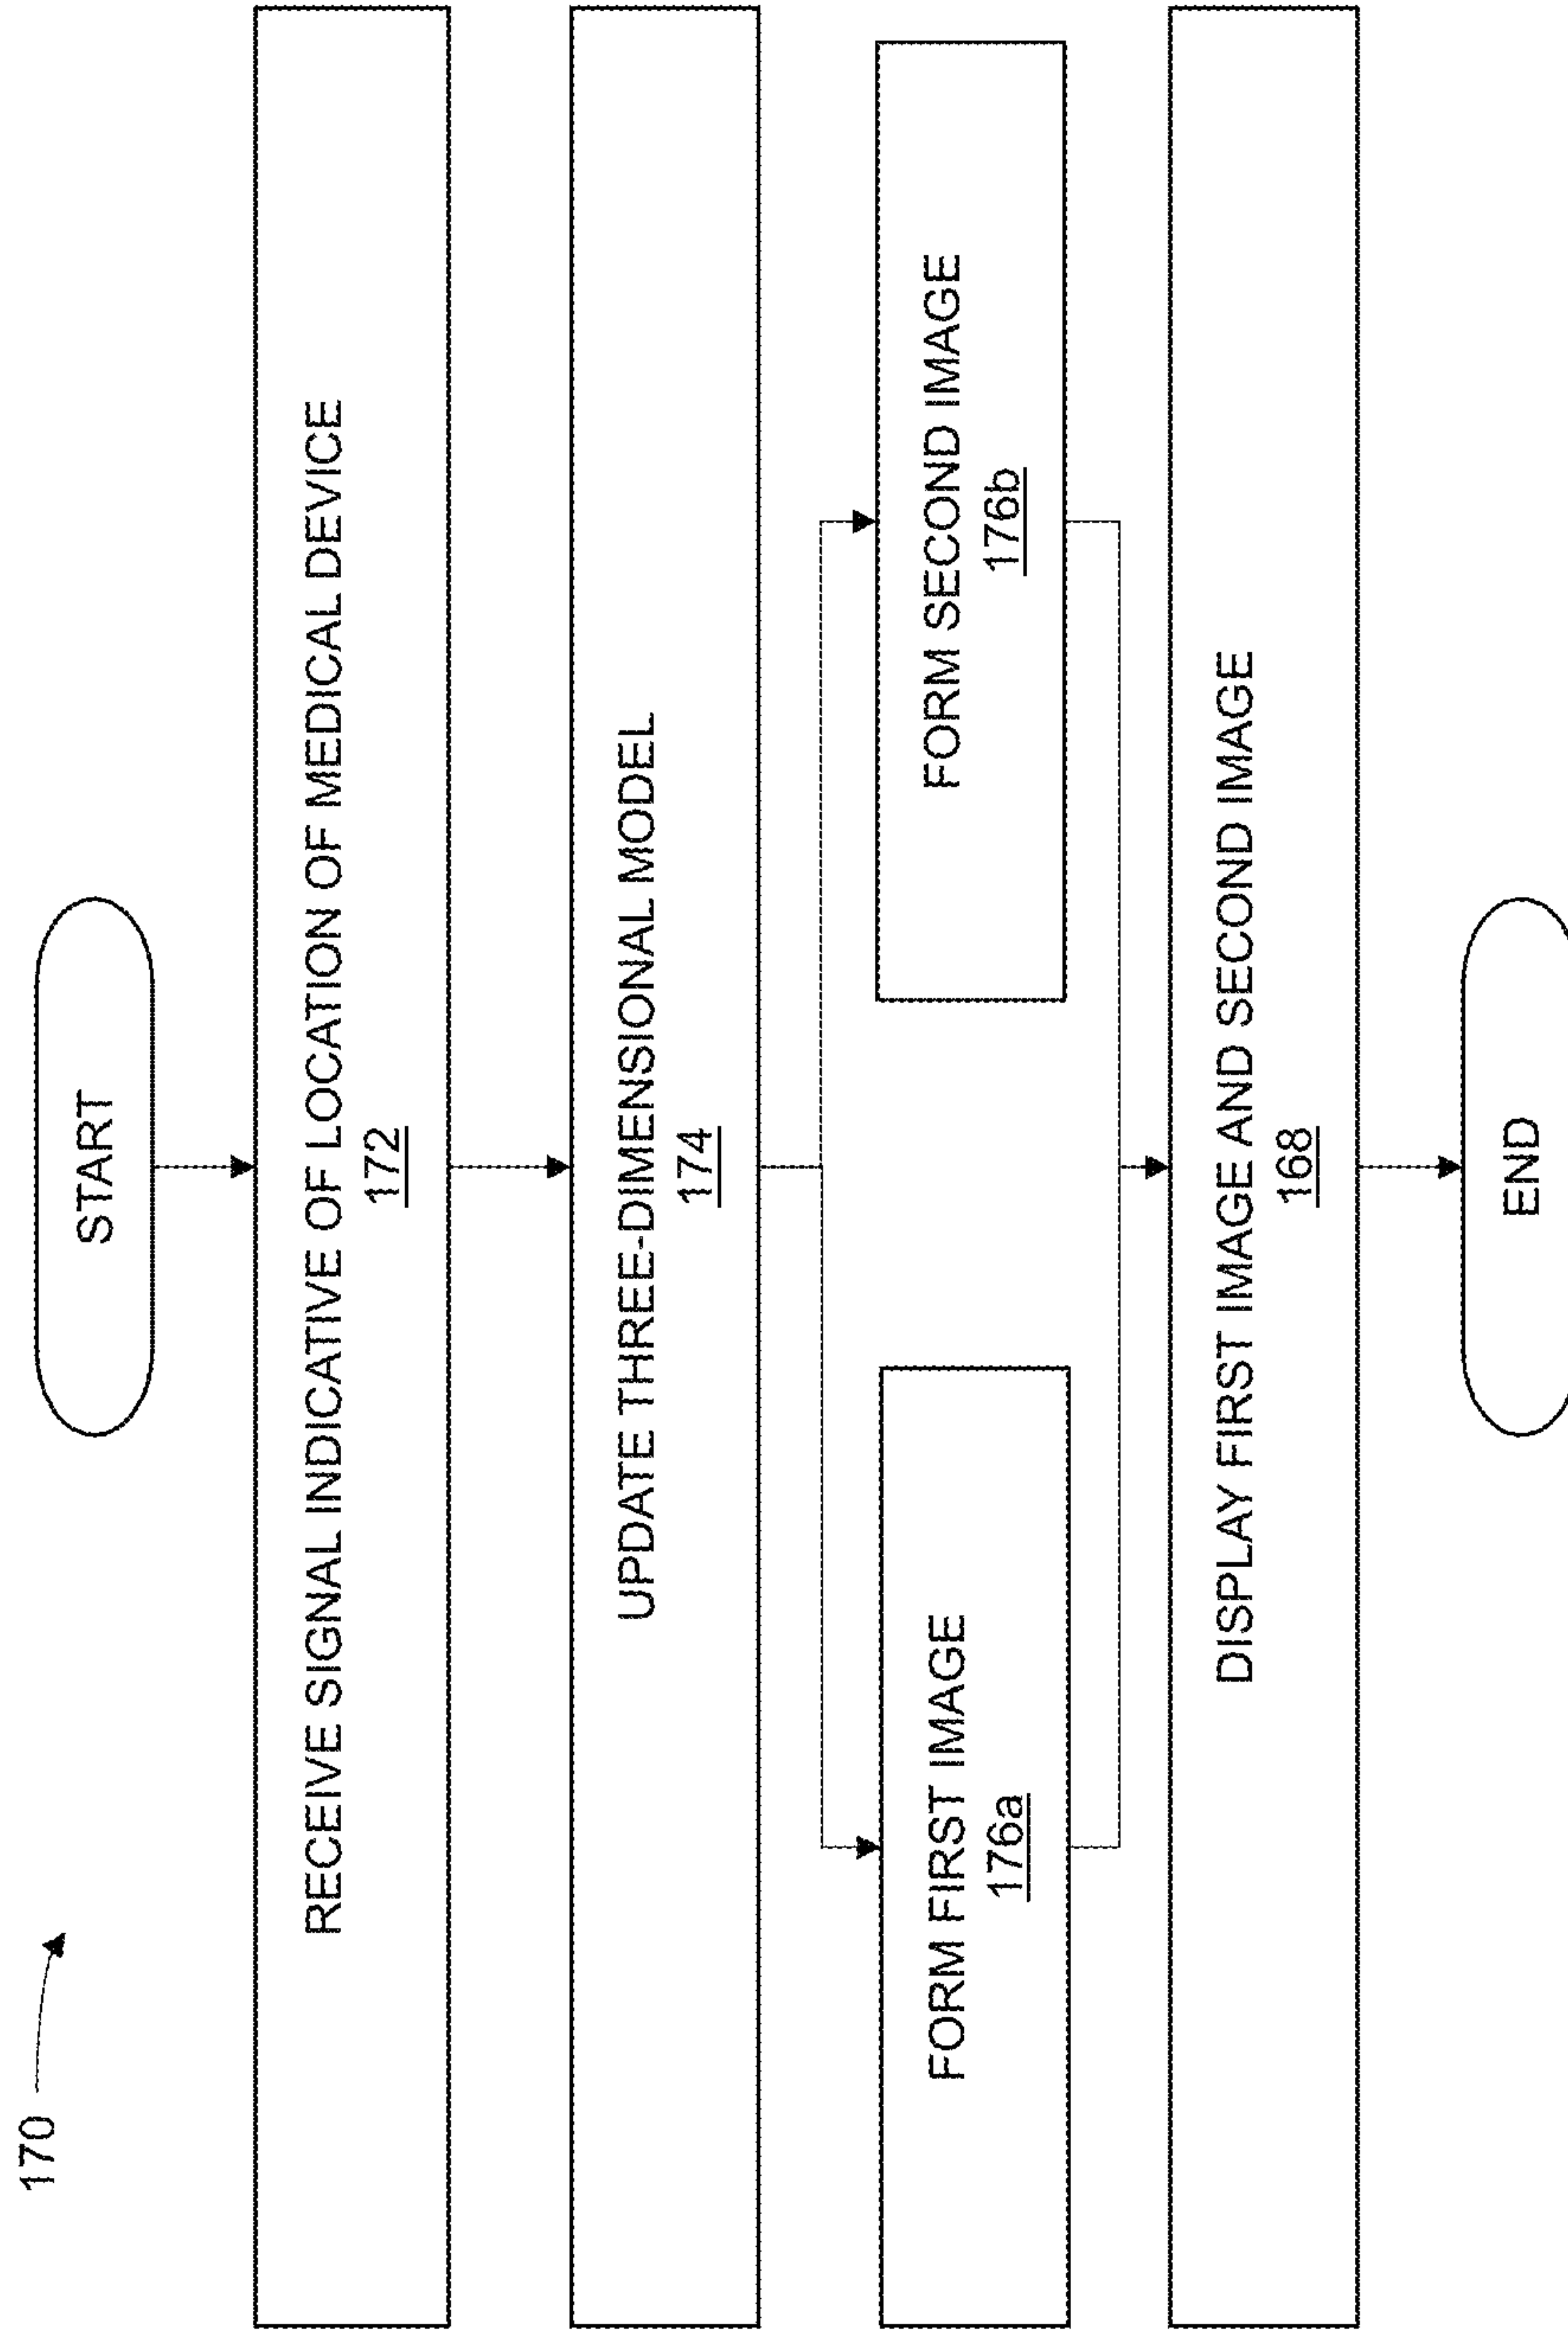 170
START
RECEIVE SIGNAL INDICATIVE OF LOCATION OF MEDICAL DEVICE
172
UPDATE THREE-DIMENSIONAL MODEL
174
FORM FIRST IMAGE
176a
FORM SECOND IMAGE
176b
DISPLAY FIRST IMAGE AND SECOND IMAGE
168
END